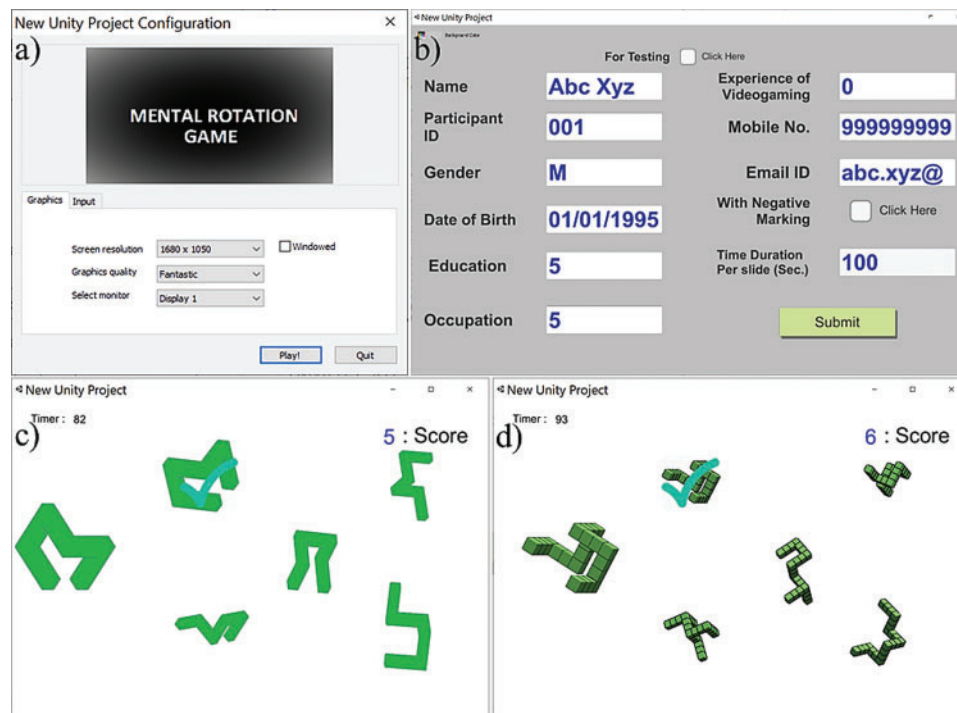 New Unity Project Configuration
a)
MENTAL ROTATION
GAME
Graphics Input
Screen resolution 1680 x 1050 Windowed
Graphics quality Fantastic
Select monitor Display 1
Play! Quit
New Unity Project
b)
For Testing Click Here
Name Abc Xyz
Experience of
Videogaming 0
Participant
ID 001
Mobile No. 999999999
Gender M
Email ID abc.xyz@
Date of Birth 01/01/1995
With Negative
Marking Click Here
Education 5
Time Duration
Per slide (Sec.) 100
Occupation 5
Submit
New Unity Project
Timer : 82
c)
5 : Score
New Unity Project
Timer : 93
d)
6 : Score